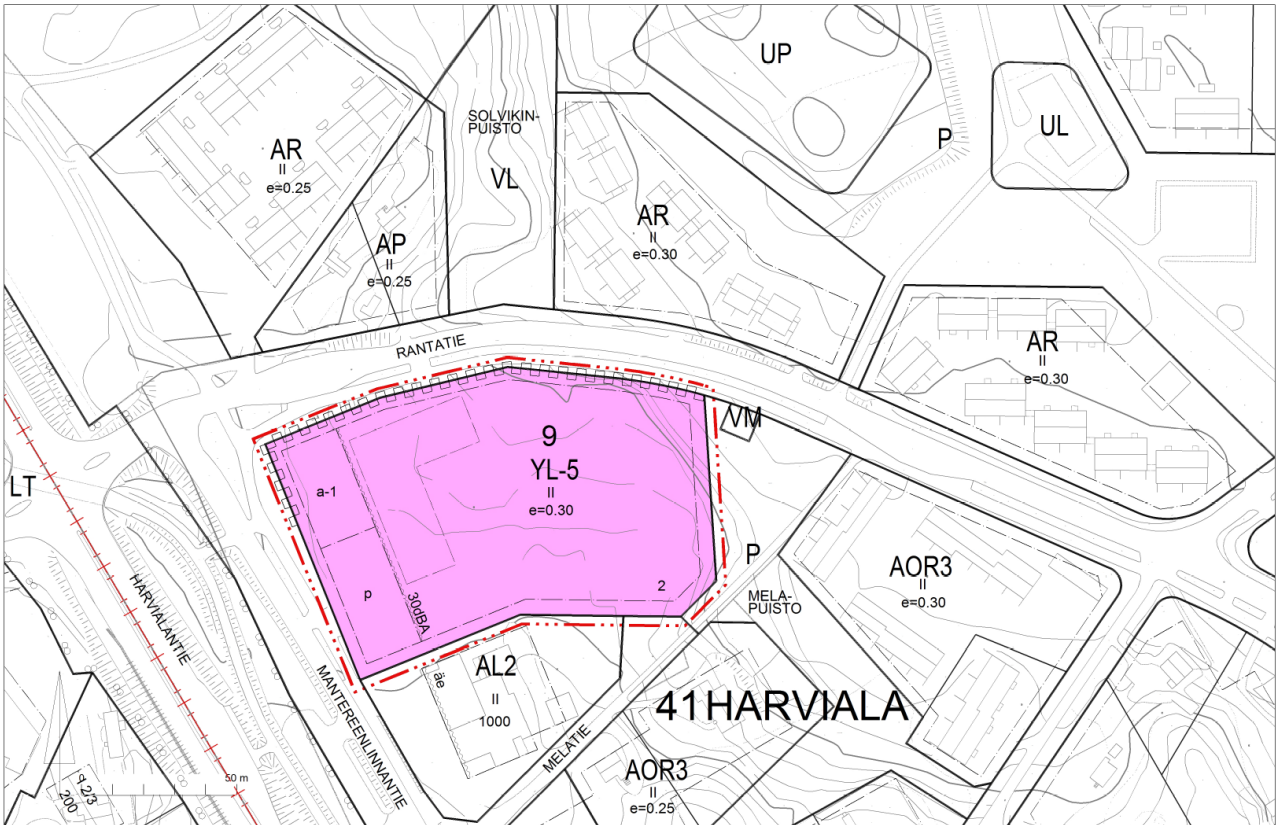 UP
UL
P
SOLVIKIN-
PUISTO
VL
AR
II
e=0.25
AP
II
e=0.25
AR
II
e=0.30
AR
II
e=0.30
RANTATIE
VM
9
YL-5
II
e=0.30
a-1
p
30dBA
2
LT
HARVIALANTIE
MANTEREENLINNANTIE
P
MELA-
PUISTO
AOR3
II
e=0.30
AL2
II
1000
äe
41HARVIALA
MELATIE
AOR3
II
e=0.25
50 m
200